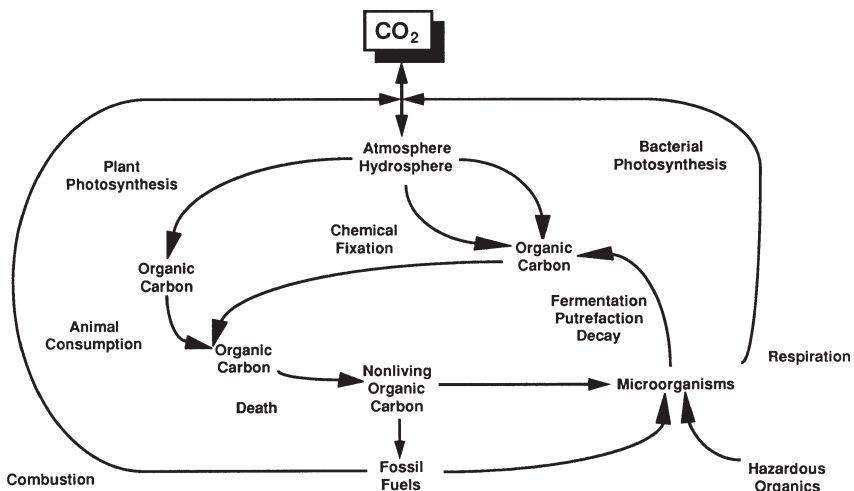 CO₂
Atmosphere
Hydrosphere
Plant
Photosynthesis
Bacterial
Photosynthesis
Chemical
Fixation
Organic
Carbon
Organic
Carbon
Fermentation
Putrefaction
Decay
Animal
Consumption
Organic
Carbon
Respiration
Nonliving
Organic
Carbon
Microorganisms
Death
Combustion
Fossil
Fuels
Hazardous
Organics